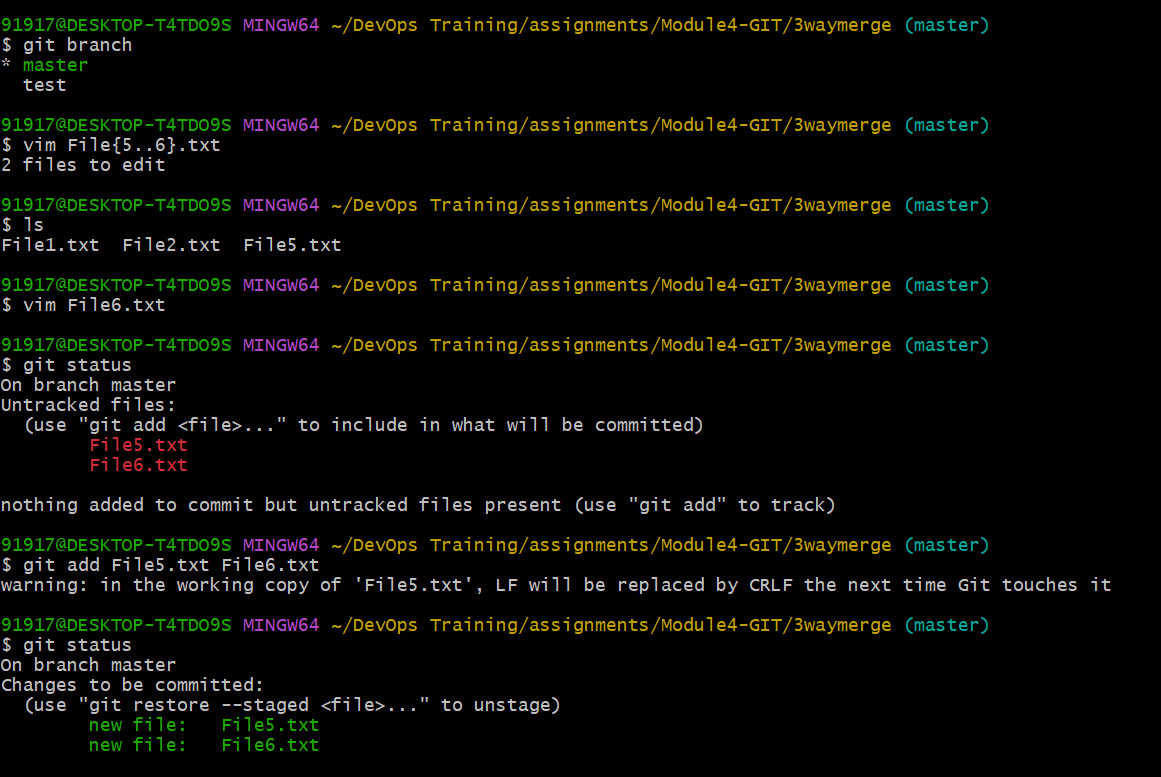 91917@DESKTOP-T4TDO9S MINGW64 ~/DevOps Training/assignments/Module4-GIT/3waymerge (master)
$ git branch
* master
  test
91917@DESKTOP-T4TDO9S MINGW64 ~/DevOps Training/assignments/Module4-GIT/3waymerge (master)
$ vim File{5..6}.txt
2 files to edit
91917@DESKTOP-T4TDO9S MINGW64 ~/DevOps Training/assignments/Module4-GIT/3waymerge (master)
$ ls
File1.txt  File2.txt  File5.txt
91917@DESKTOP-T4TDO9S MINGW64 ~/DevOps Training/assignments/Module4-GIT/3waymerge (master)
$ vim File6.txt
91917@DESKTOP-T4TDO9S MINGW64 ~/DevOps Training/assignments/Module4-GIT/3waymerge (master)
$ git status
On branch master
Untracked files:
  (use "git add <file>..." to include in what will be committed)
        File5.txt
        File6.txt
nothing added to commit but untracked files present (use "git add" to track)
91917@DESKTOP-T4TDO9S MINGW64 ~/DevOps Training/assignments/Module4-GIT/3waymerge (master)
$ git add File5.txt File6.txt
warning: in the working copy of 'File5.txt', LF will be replaced by CRLF the next time Git touches it
91917@DESKTOP-T4TDO9S MINGW64 ~/DevOps Training/assignments/Module4-GIT/3waymerge (master)
$ git status
On branch master
Changes to be committed:
  (use "git restore --staged <file>..." to unstage)
        new file:   File5.txt
        new file:   File6.txt